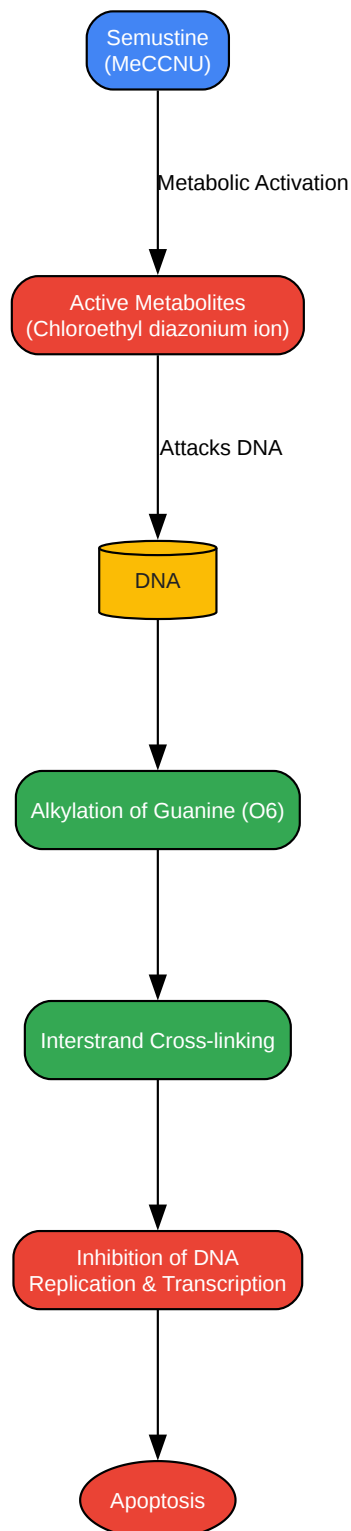 Semustine
(MeCCNU)
Metabolic Activation
Active Metabolites
(Chloroethyl diazonium ion)
Attacks DNA
DNA
Alkylation of Guanine (O6)
Interstrand Cross-linking
Inhibition of DNA
Replication & Transcription
Apoptosis